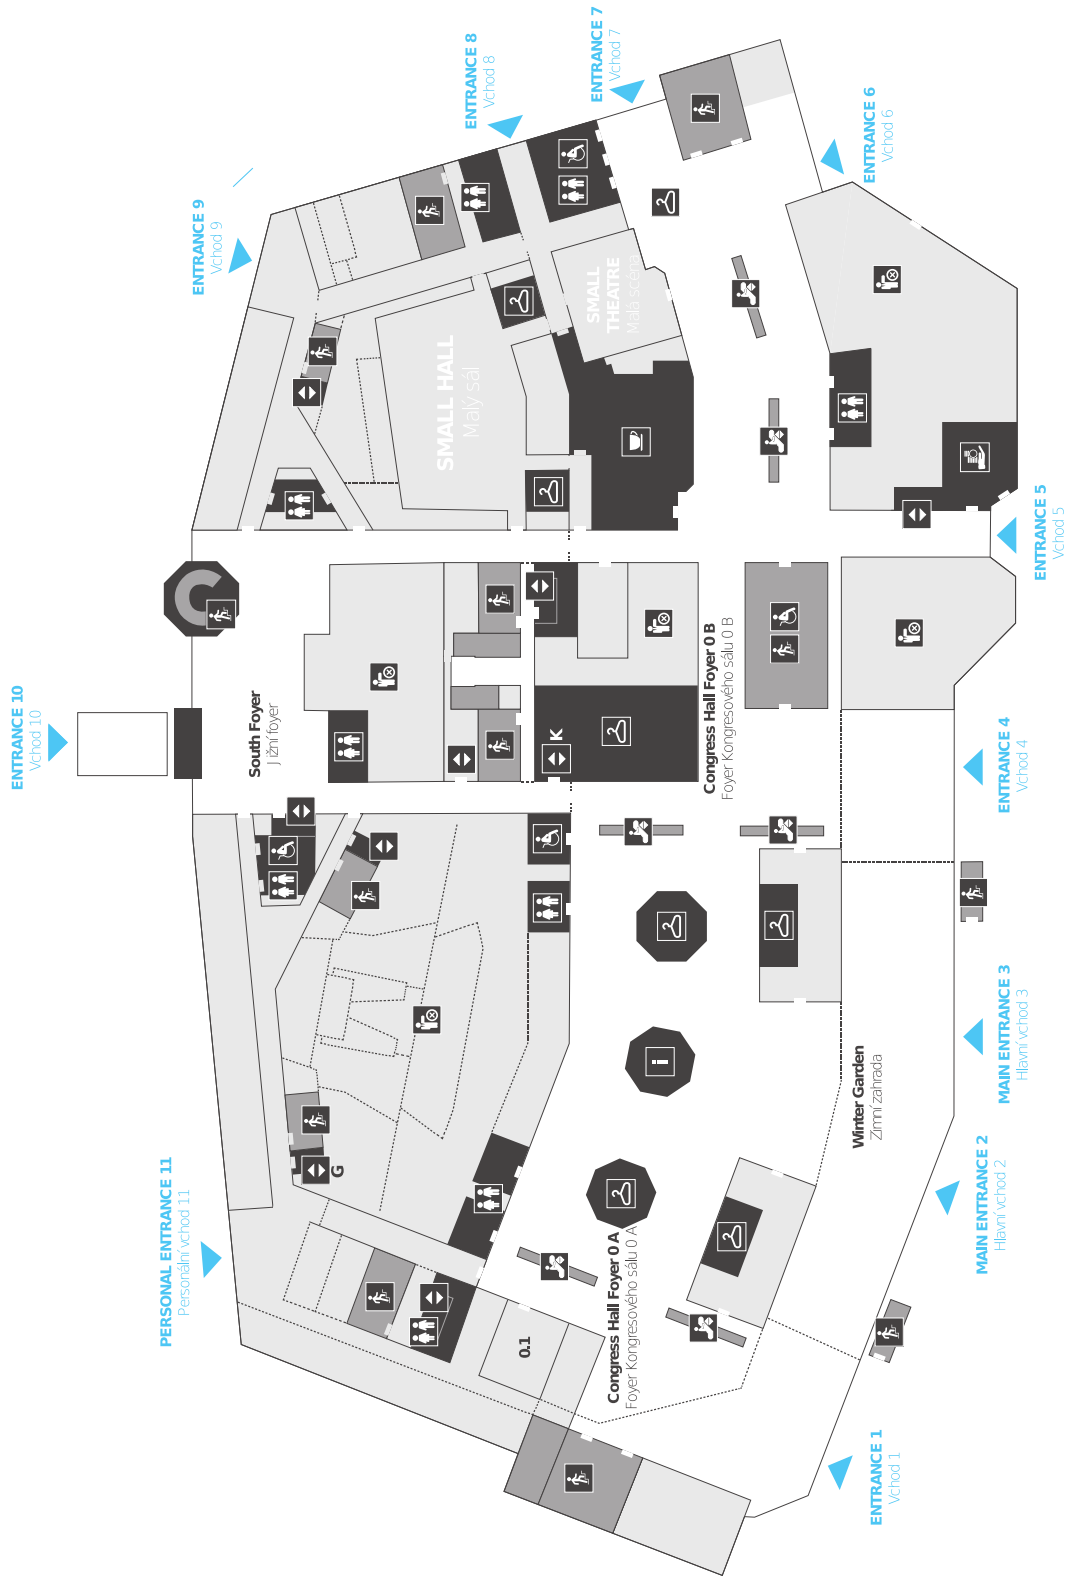 ENTRANCE 7
Vchod 7
ENTRANCE 8
Vchod 8
ENTRANCE 6
Vchod 6
ENTRANCE 9
Vchod 9
SMALL
THEATRE
Malá scéna
SMALL HALL
Malý sál
ENTRANCE 5
Vchod 5
ENTRANCE 10
Vchod 10
South Foyer
Jižní foyer
K
Congress Hall Foyer 0 B
Foyer Kongresového sálu 0 B
ENTRANCE 4
Vchod 4
MAIN ENTRANCE 3
Hlavní vchod 3
i
Winter Garden
Zimní zahrada
G
PERSONAL ENTRANCE 11
Personální vchod 11
MAIN ENTRANCE 2
Hlavní vchod 2
0.1
Congress Hall Foyer 0 A
Foyer Kongresového sálu 0 A
ENTRANCE 1
Vchod 1